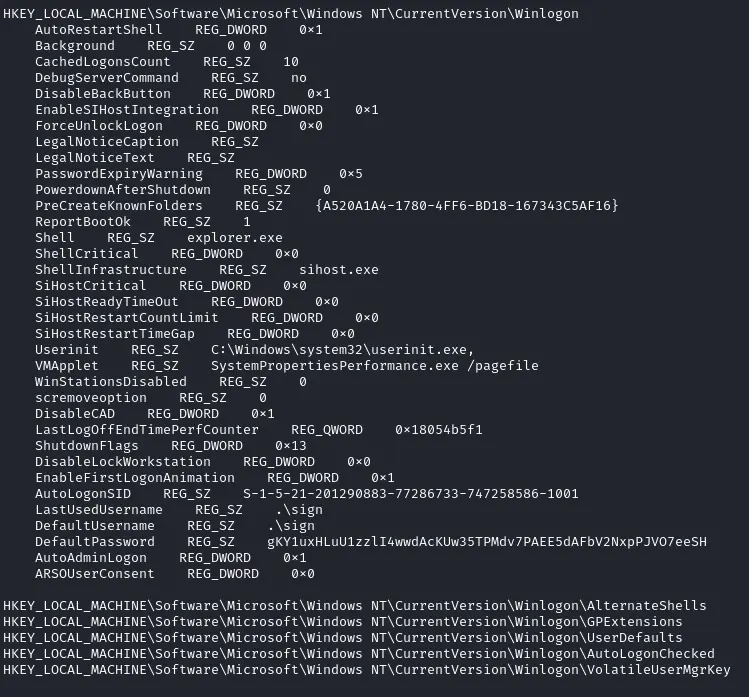 HKEY_LOCAL_MACHINE\Software\Microsoft\Windows NT\CurrentVersion\Winlogon
AutoRestartShell    REG_DWORD    0×1
Background    REG_SZ    0 0 0
CachedLogonsCount    REG_SZ    10
DebugServerCommand    REG_SZ    no
DisableBackButton    REG_DWORD    0×1
EnableSIHostIntegration    REG_DWORD    0×1
ForceUnlockLogon    REG_DWORD    0×0
LegalNoticeCaption    REG_SZ
LegalNoticeText    REG_SZ
PasswordExpiryWarning    REG_DWORD    0×5
PowerdownAfterShutdown    REG_SZ    0
PreCreateKnownFolders    REG_SZ    {A520A1A4-1780-4FF6-BD18-167343C5AF16}
ReportBootOk    REG_SZ    1
Shell    REG_SZ    explorer.exe
ShellCritical    REG_DWORD    0×0
ShellInfrastructure    REG_SZ    sihost.exe
SiHostCritical    REG_DWORD    0×0
SiHostReadyTimeOut    REG_DWORD    0×0
SiHostRestartCountLimit    REG_DWORD    0×0
SiHostRestartTimeGap    REG_DWORD    0×0
Userinit    REG_SZ    C:\Windows\system32\userinit.exe,
VMApplet    REG_SZ    SystemPropertiesPerformance.exe /pagefile
WinStationsDisabled    REG_SZ    0
scremoveoption    REG_SZ    0
DisableCAD    REG_DWORD    0×1
LastLogOffEndTimePerfCounter    REG_QWORD    0×18054b5f1
ShutdownFlags    REG_DWORD    0×13
DisableLockWorkstation    REG_DWORD    0×0
EnableFirstLogonAnimation    REG_DWORD    0×1
AutoLogonSID    REG_SZ    S-1-5-21-201290883-77286733-747258586-1001
LastUsedUsername    REG_SZ    .\sign
DefaultUsername    REG_SZ    .\sign
DefaultPassword    REG_SZ    gKY1uxHLuU1zzlI4wwdAcKUw35TPMdv7PAEE5dAFbV2NxpPJVO7eeSH
AutoAdminLogon    REG_DWORD    0×1
ARSOUserConsent    REG_DWORD    0×0
HKEY_LOCAL_MACHINE\Software\Microsoft\Windows NT\CurrentVersion\Winlogon\AlternateShells
HKEY_LOCAL_MACHINE\Software\Microsoft\Windows NT\CurrentVersion\Winlogon\GPExtensions
HKEY_LOCAL_MACHINE\Software\Microsoft\Windows NT\CurrentVersion\Winlogon\UserDefaults
HKEY_LOCAL_MACHINE\Software\Microsoft\Windows NT\CurrentVersion\Winlogon\AutoLogonChecked
HKEY_LOCAL_MACHINE\Software\Microsoft\Windows NT\CurrentVersion\Winlogon\VolatileUserMgrKey